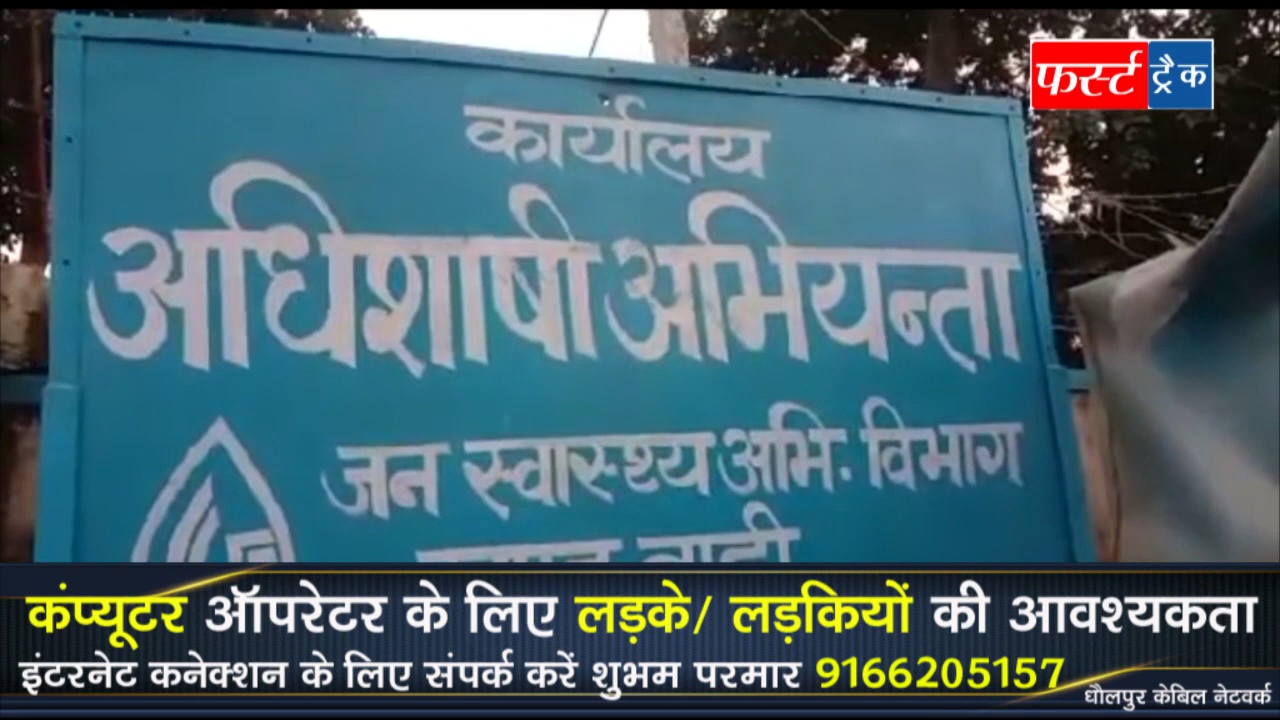 फर्स्ट ट्रैक
कार्यालय
अधिशाषी अभियन्ता
जन स्वास्थ्य अभि. विभाग
कंप्यूटर ऑपरेटर के लिए लड़के/ लड़कियों की आवश्यकता
इंटरनेट कनेक्शन के लिए संपर्क करें शुभम परमार 9166205157
धौलपुर केबिल नेटवर्क